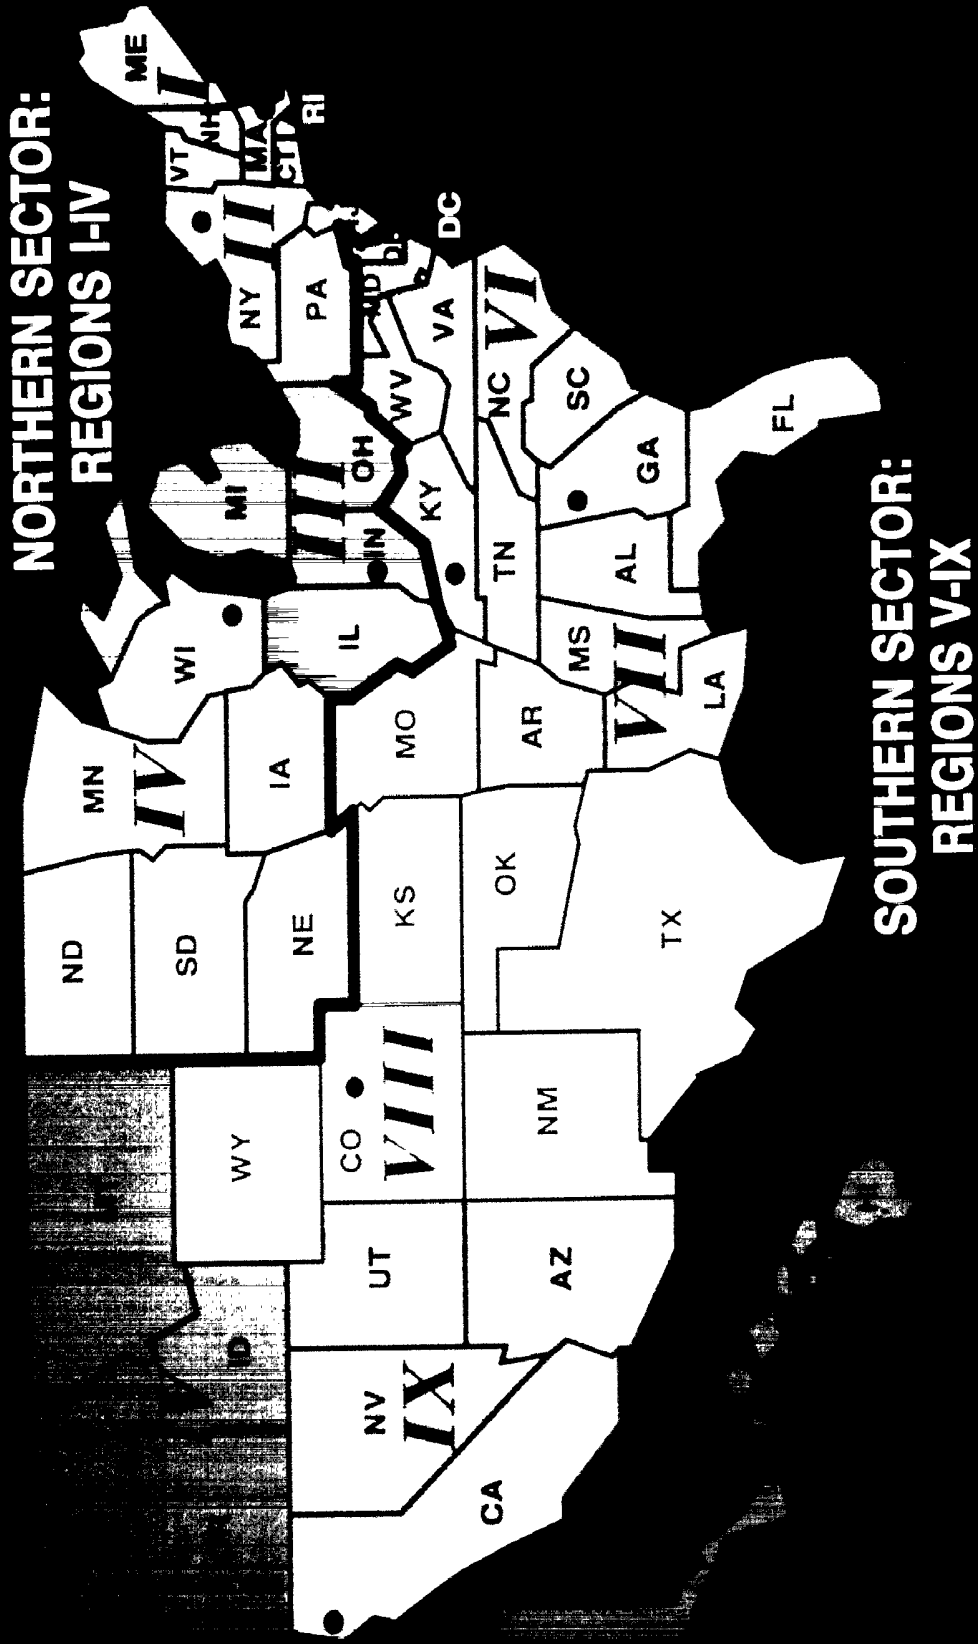 NORTHERN SECTOR:
REGIONS I-IV
ME
I
NH
VT
MA
CT
RI
NY
II
PA
DC
MD
VA
WV
NC
VI
SC
GA
FL
MI
III
OH
IN
KY
TN
AL
WI
IL
MS
VII
LA
MN
IV
IA
MO
AR
ND
SD
NE
KS
OK
TX
WY
CO
VIII
NM
ID
UT
AZ
NV
IX
CA
SOUTHERN SECTOR:
REGIONS V-IX